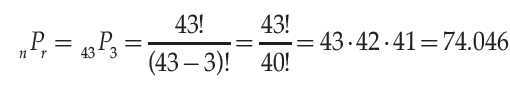 ₙPᵣ = ₄₃P₃ = 43!/(43 – 3)! = 43!/40! = 43·42·41 = 74.046